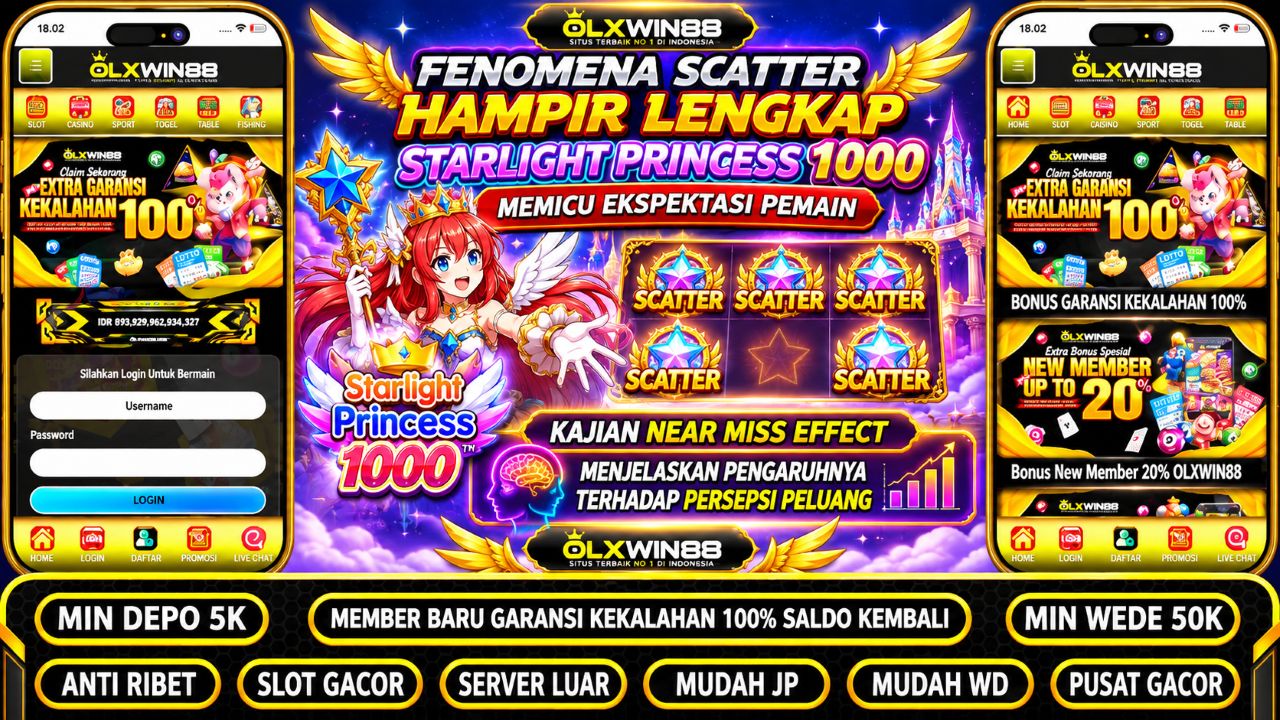 18.02
OLXWIN88
SLOT
CASINO
SPORT
TOGEL
TABLE
FISHING
OLXWIN88
Claim Sekarang
EXTRA GARANSI
KEKALAHAN 100%
IDR 893,929,962,934,327
Silahkan Login Untuk Bermain
Username
Password
LOGIN
HOME
LOGIN
DAFTAR
PROMOSI
LIVE CHAT
OLXWIN88
SITUS TERBAIK NO 1 DI INDONESIA
FENOMENA SCATTER
HAMPIR LENGKAP
STARLIGHT PRINCESS 1000
MEMICU EKSPEKTASI PEMAIN
SCATTER
SCATTER
SCATTER
SCATTER
SCATTER
Starlight
Princess
1000™
KAJIAN NEAR MISS EFFECT
MENJELASKAN PENGARUHNYA
TERHADAP PERSEPSI PELUANG
OLXWIN88
SITUS TERBAIK NO 1 DI INDONESIA
18.02
OLXWIN88
HOME
SLOT
CAISINO
SPORT
TOGEL
TABLE
OLXWIN88
Claim Sekarang
EXTRA GARANSI
KEKALAHAN 100%
LOTTO
BONUS GARANSI KEKALAHAN 100%
OLXWIN88
Extra Bonus Spesial
NEW MEMBER
UP TO 20%
Bonus New Member 20% OLXWIN88
OLXWIN88
HOME
LOGIN
DAFTAR
PROMOSI
LIVE CHAT
MIN DEPO 5K
MEMBER BARU GARANSI KEKALAHAN 100% SALDO KEMBALI
MIN WEDE 50K
ANTI RIBET
SLOT GACOR
SERVER LUAR
MUDAH JP
MUDAH WD
PUSAT GACOR